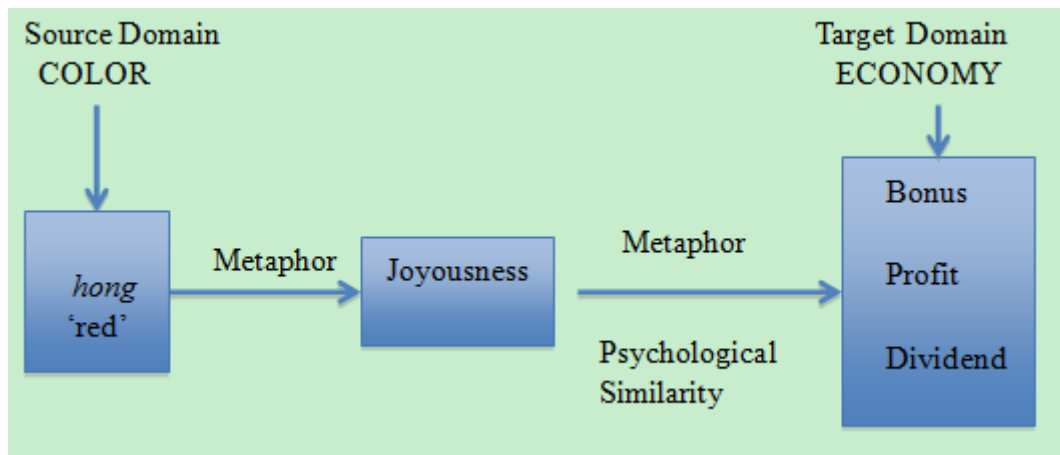 Source Domain
COLOR
Target Domain
ECONOMY
hong
‘red’
Metaphor
Joyousness
Metaphor
Psychological
Similarity
Bonus
Profit
Dividend